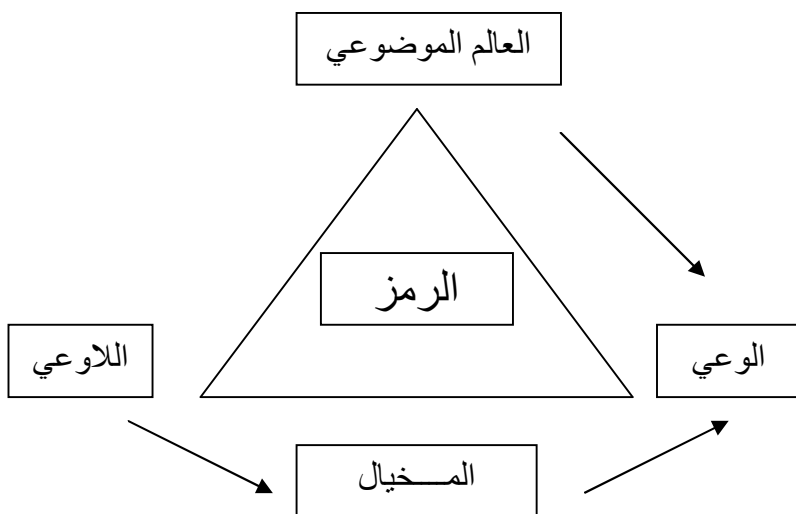 العالم الموضوعي
الرمز
الوعي
اللاوعي
المـــخيال